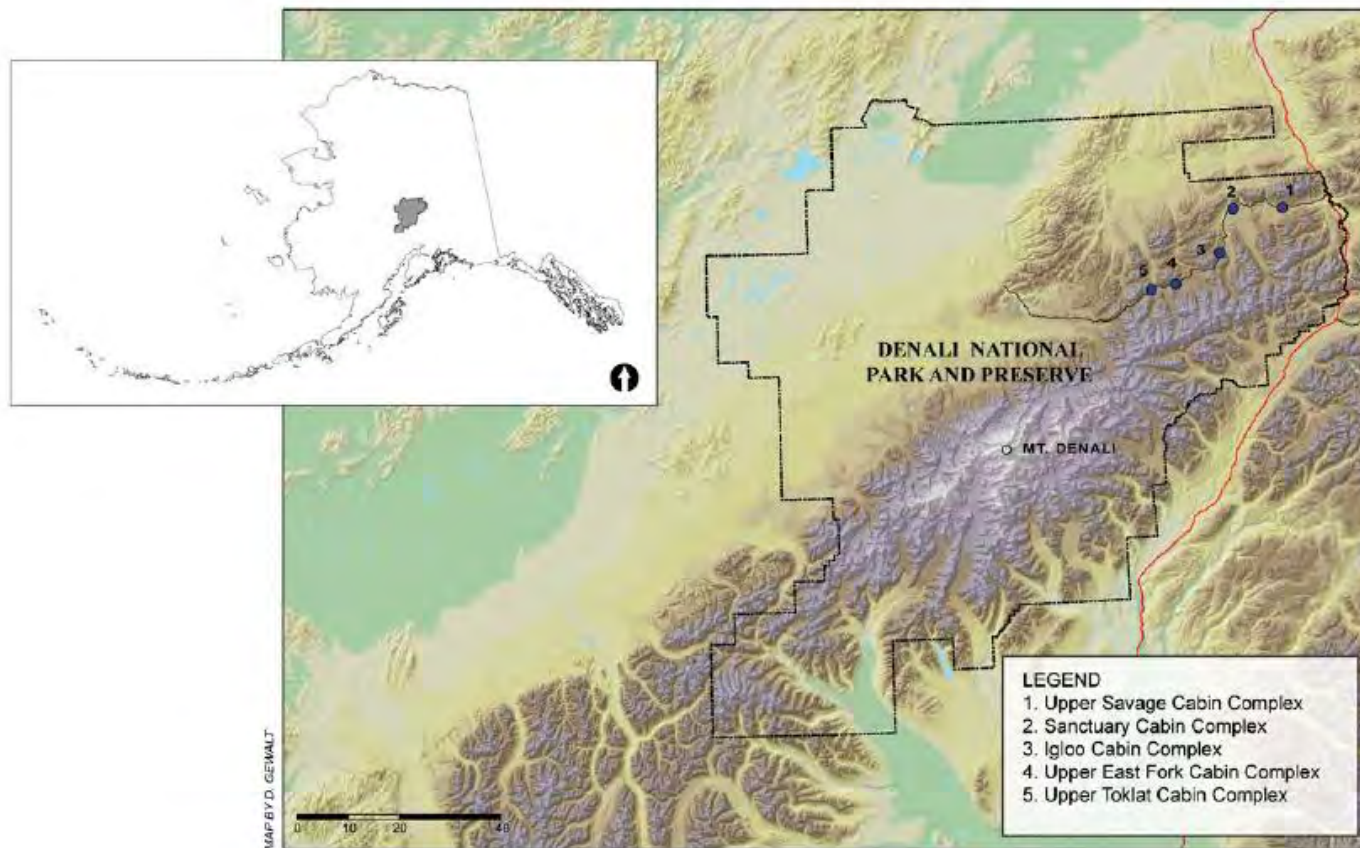 2
1
3
5
4
DENALI NATIONAL
PARK AND PRESERVE
MT. DENALI
LEGEND
1. Upper Savage Cabin Complex
2. Sanctuary Cabin Complex
3. Igloo Cabin Complex
4. Upper East Fork Cabin Complex
5. Upper Toklat Cabin Complex
MAP BY D. GEWALT
0 10 20 40